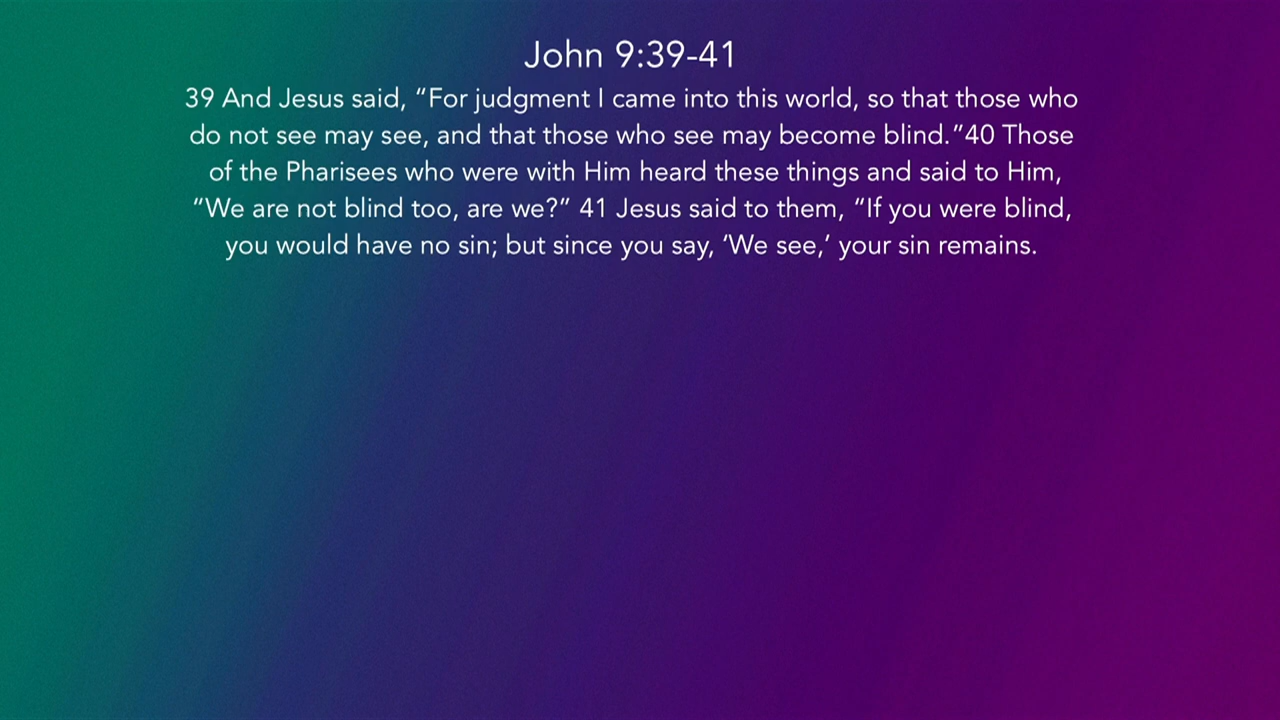 John 9:39-41
39 And Jesus said, “For judgment I came into this world, so that those who
do not see may see, and that those who see may become blind.”40 Those
of the Pharisees who were with Him heard these things and said to Him,
“We are not blind too, are we?” 41 Jesus said to them, “If you were blind,
you would have no sin; but since you say, ‘We see,’ your sin remains.